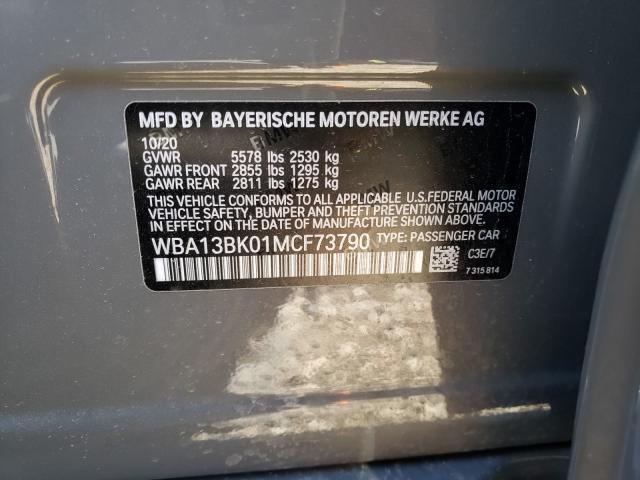 MFD BY BAYERISCHE MOTOREN WERKE AG
10/20
GVWR 5578 lbs 2530 kg
GAWR FRONT 2855 lbs 1295 kg
GAWR REAR 2811 lbs 1275 kg
THIS VEHICLE CONFORMS TO ALL APPLICABLE U.S.FEDERAL MOTOR
VEHICLE SAFETY, BUMPER AND THEFT PREVENTION STANDARDS IN
EFFECT ON THE DATE OF MANUFACTURE SHOWN ABOVE.
WBA13BK01MCF73790 TYPE: PASSENGER CAR
C3E/7
7 315 814